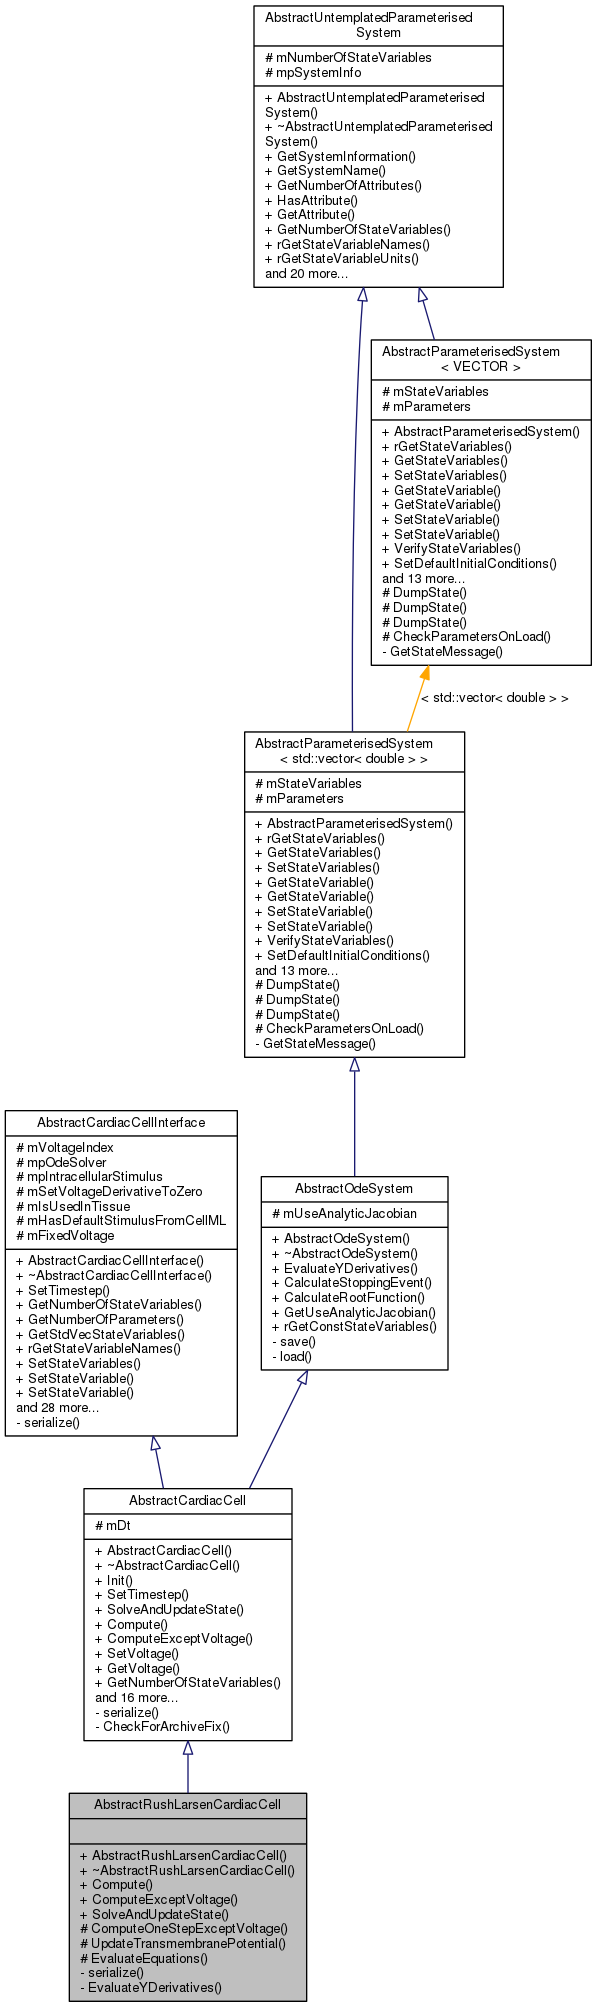 AbstractUntemplatedParameterised
System
# mNumberOfStateVariables
# mpSystemInfo
+ AbstractUntemplatedParameterised
System()
+ ~AbstractUntemplatedParameterised
System()
+ GetSystemInformation()
+ GetSystemName()
+ GetNumberOfAttributes()
+ HasAttribute()
+ GetAttribute()
+ GetNumberOfStateVariables()
+ rGetStateVariableNames()
+ rGetStateVariableUnits()
and 20 more...
AbstractParameterisedSystem
< VECTOR >
# mStateVariables
# mParameters
+ AbstractParameterisedSystem()
+ rGetStateVariables()
+ GetStateVariables()
+ SetStateVariables()
+ GetStateVariable()
+ GetStateVariable()
+ SetStateVariable()
+ SetStateVariable()
+ VerifyStateVariables()
+ SetDefaultInitialConditions()
and 13 more...
# DumpState()
# DumpState()
# DumpState()
# CheckParametersOnLoad()
- GetStateMessage()
< std::vector< double > >
AbstractParameterisedSystem
< std::vector< double > >
# mStateVariables
# mParameters
+ AbstractParameterisedSystem()
+ rGetStateVariables()
+ GetStateVariables()
+ SetStateVariables()
+ GetStateVariable()
+ GetStateVariable()
+ SetStateVariable()
+ SetStateVariable()
+ VerifyStateVariables()
+ SetDefaultInitialConditions()
and 13 more...
# DumpState()
# DumpState()
# DumpState()
# CheckParametersOnLoad()
- GetStateMessage()
AbstractCardiacCellInterface
# mVoltageIndex
# mpOdeSolver
# mpIntracellularStimulus
# mSetVoltageDerivativeToZero
# mIsUsedInTissue
# mHasDefaultStimulusFromCellML
# mFixedVoltage
+ AbstractCardiacCellInterface()
+ ~AbstractCardiacCellInterface()
+ SetTimestep()
+ GetNumberOfStateVariables()
+ GetNumberOfParameters()
+ GetStdVecStateVariables()
+ rGetStateVariableNames()
+ SetStateVariables()
+ SetStateVariable()
+ SetStateVariable()
and 28 more...
- serialize()
AbstractOdeSystem
# mUseAnalyticJacobian
+ AbstractOdeSystem()
+ ~AbstractOdeSystem()
+ EvaluateYDerivatives()
+ CalculateStoppingEvent()
+ CalculateRootFunction()
+ GetUseAnalyticJacobian()
+ rGetConstStateVariables()
- save()
- load()
AbstractCardiacCell
# mDt
+ AbstractCardiacCell()
+ ~AbstractCardiacCell()
+ Init()
+ SetTimestep()
+ SolveAndUpdateState()
+ Compute()
+ ComputeExceptVoltage()
+ SetVoltage()
+ GetVoltage()
+ GetNumberOfStateVariables()
and 16 more...
- serialize()
- CheckForArchiveFix()
AbstractRushLarsenCardiacCell
+ AbstractRushLarsenCardiacCell()
+ ~AbstractRushLarsenCardiacCell()
+ Compute()
+ ComputeExceptVoltage()
+ SolveAndUpdateState()
# ComputeOneStepExceptVoltage()
# UpdateTransmembranePotential()
# EvaluateEquations()
- serialize()
- EvaluateYDerivatives()